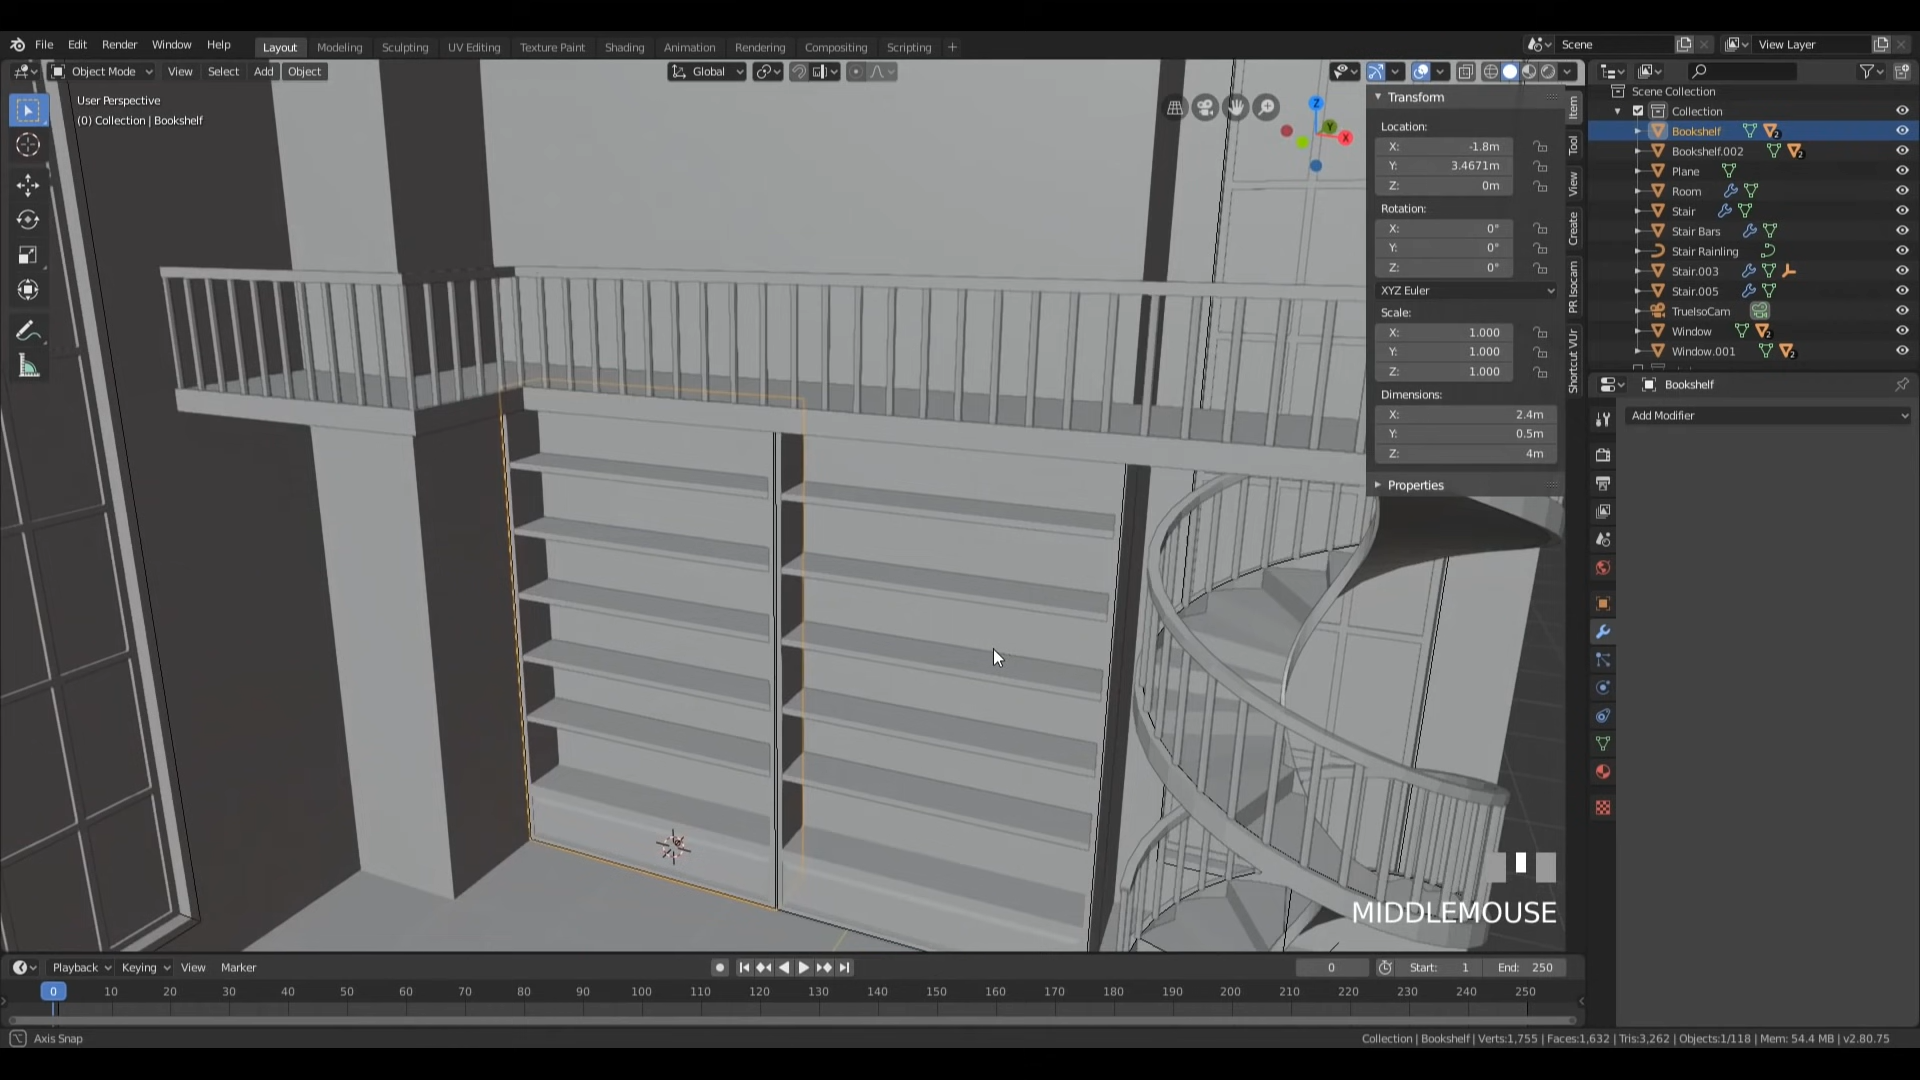 File Edit Render Window Help Layout Modeling Sculpting UV Editing Texture Paint Shading Animation Rendering Compositing Scripting + Scene View Layer
Object Mode View Select Add Object Global
User Perspective
(0) Collection | Bookshelf
Z
Y
X
Transform
Location:
X: -1.8m
Y: 3.4671m
Z: 0m
Rotation:
X: 0°
Y: 0°
Z: 0°
XYZ Euler
Scale:
X: 1.000
Y: 1.000
Z: 1.000
Dimensions:
X: 2.4m
Y: 0.5m
Z: 4m
Properties
Item
Tool
View
Create
PR Isocam
Shortcut VUr
Scene Collection
Collection
Bookshelf 2
Bookshelf.002 2
Plane
Room
Stair
Stair Bars
Stair Rainling
Stair.003
Stair.005
TrueIsoCam
Window 2
Window.001 2
Bookshelf
Add Modifier
MIDDLEMOUSE
Playback Keying View Marker 0 Start: 1 End: 250
0 10 20 30 40 50 60 70 80 90 100 110 120 130 140 150 160 170 180 190 200 210 220 230 240 250
Axis Snap
Collection | Bookshelf | Verts:1,755 | Faces:1,632 | Tris:3,262 | Objects:1/118 | Mem: 54.4 MB | v2.80.75